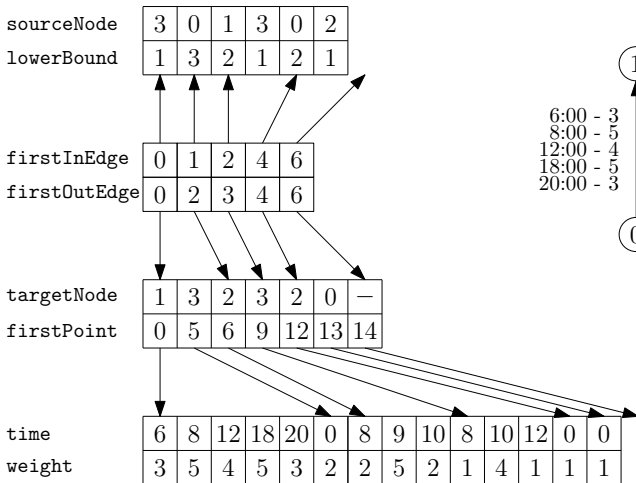 sourceNode 3 0 1 3 0 2
lowerBound 1 3 2 1 2 1
firstInEdge 0 1 2 4 6
firstOutEdge 0 2 3 4 6
targetNode 1 3 2 3 2 0 −
firstPoint 0 5 6 9 12 13 14
time 6 8 12 18 20 0 8 9 10 8 10 12 0 0
weight 3 5 4 5 3 2 2 5 2 1 4 1 1 1
1
6:00 - 3
8:00 - 5
12:00 - 4
18:00 - 5
20:00 - 3
0